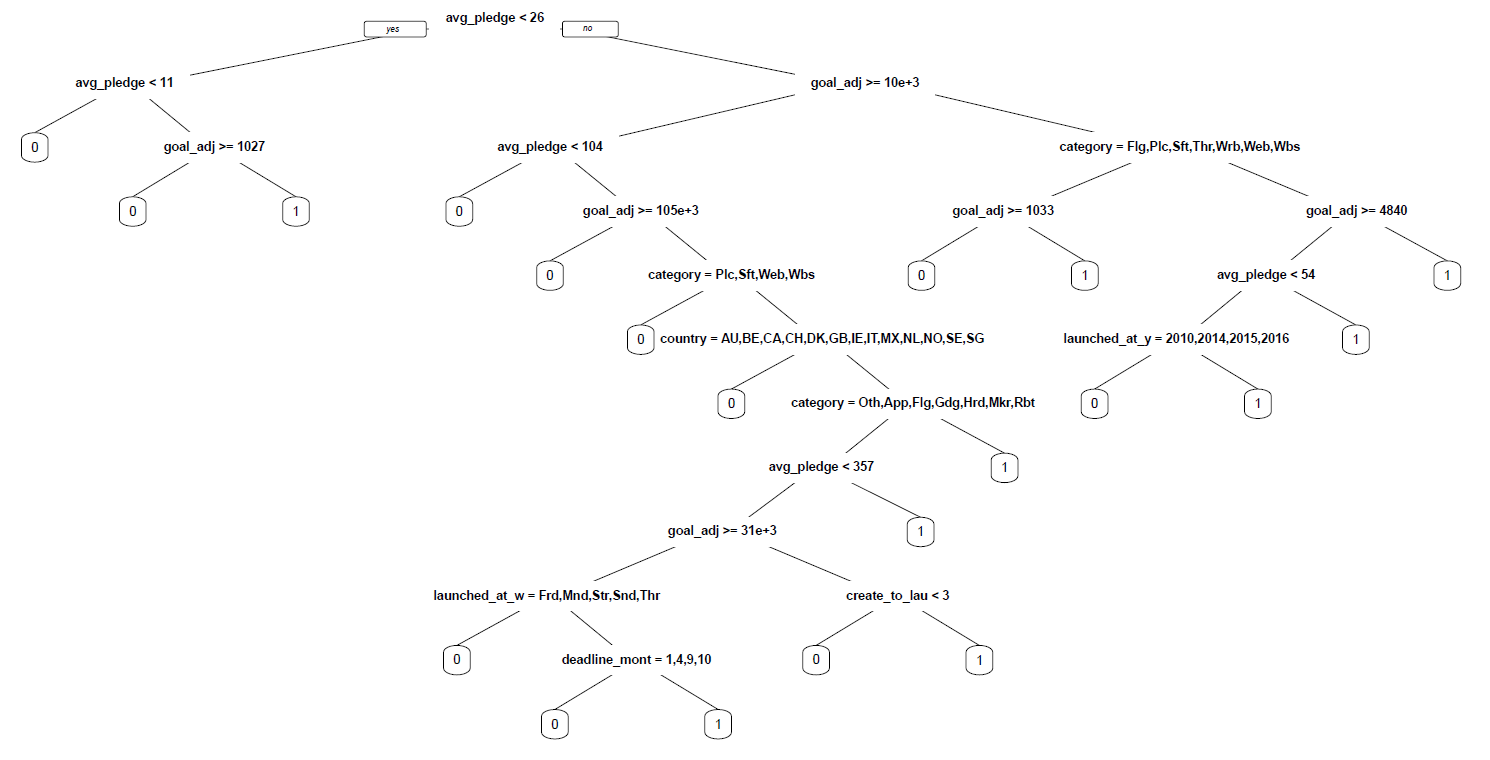 avg_pledge < 26
yes
no
avg_pledge < 11
goal_adj >= 10e+3
0
goal_adj >= 1027
avg_pledge < 104
category = Flg,Plc,Sft,Thr,Wrb,Web,Wbs
0
1
0
goal_adj >= 105e+3
goal_adj >= 1033
goal_adj >= 4840
0
category = Plc,Sft,Web,Wbs
0
1
avg_pledge < 54
1
0
country = AU,BE,CA,CH,DK,GB,IE,IT,MX,NL,NO,SE,SG
launched_at_y = 2010,2014,2015,2016
1
0
category = Oth,App,Flg,Gdg,Hrd,Mkr,Rbt
0
1
avg_pledge < 357
1
goal_adj >= 31e+3
1
launched_at_w = Frd,Mnd,Str,Snd,Thr
create_to_lau < 3
0
deadline_mont = 1,4,9,10
0
1
0
1